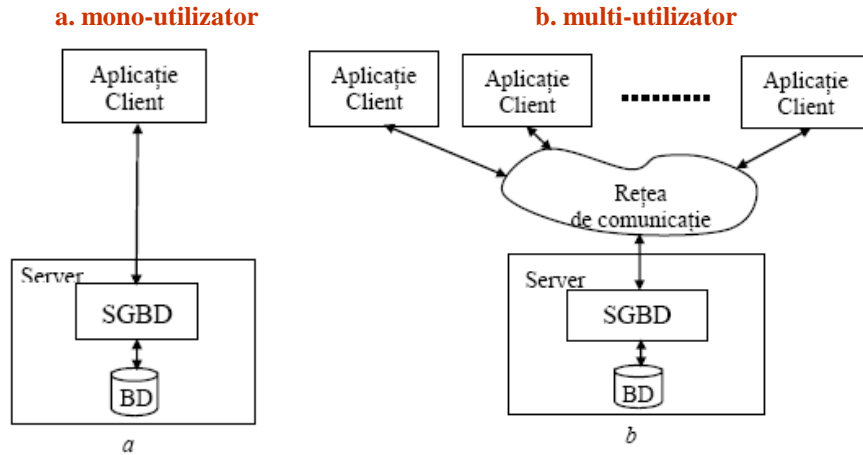 a. mono-utilizator
Aplicație
Client
Server
SGBD
BD
a
b. multi-utilizator
Aplicație
Client
Aplicație
Client
Aplicație
Client
Rețea
de comunicație
Server
SGBD
BD
b